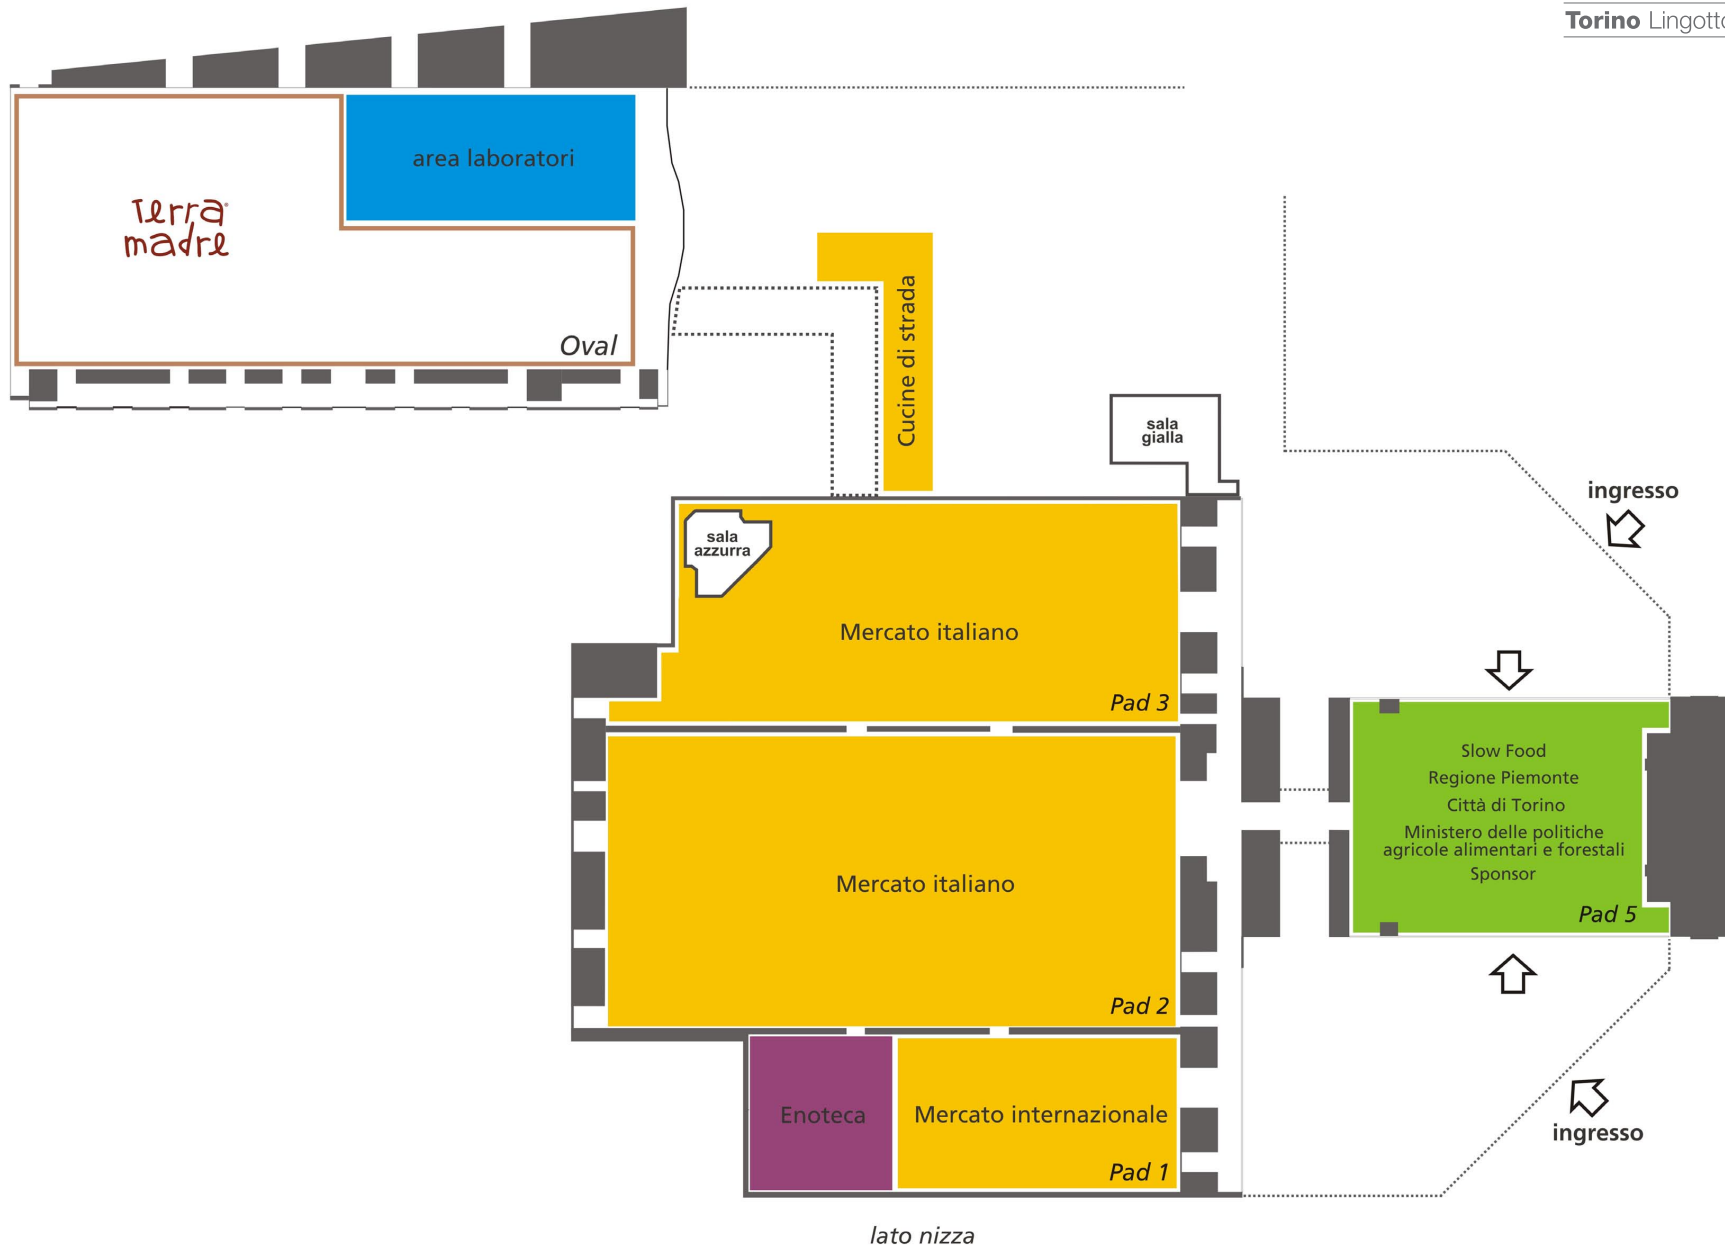 Torino Lingotto
area laboratori
Terra
madre
Oval
Cucine di strada
sala
gialla
ingresso
sala
azzurra
Mercato italiano
Pad 3
Slow Food
Regione Piemonte
Città di Torino
Ministero delle politiche
agricole alimentari e forestali
Sponsor
Pad 5
Mercato italiano
Pad 2
Enoteca
Mercato internazionale
Pad 1
ingresso
lato nizza